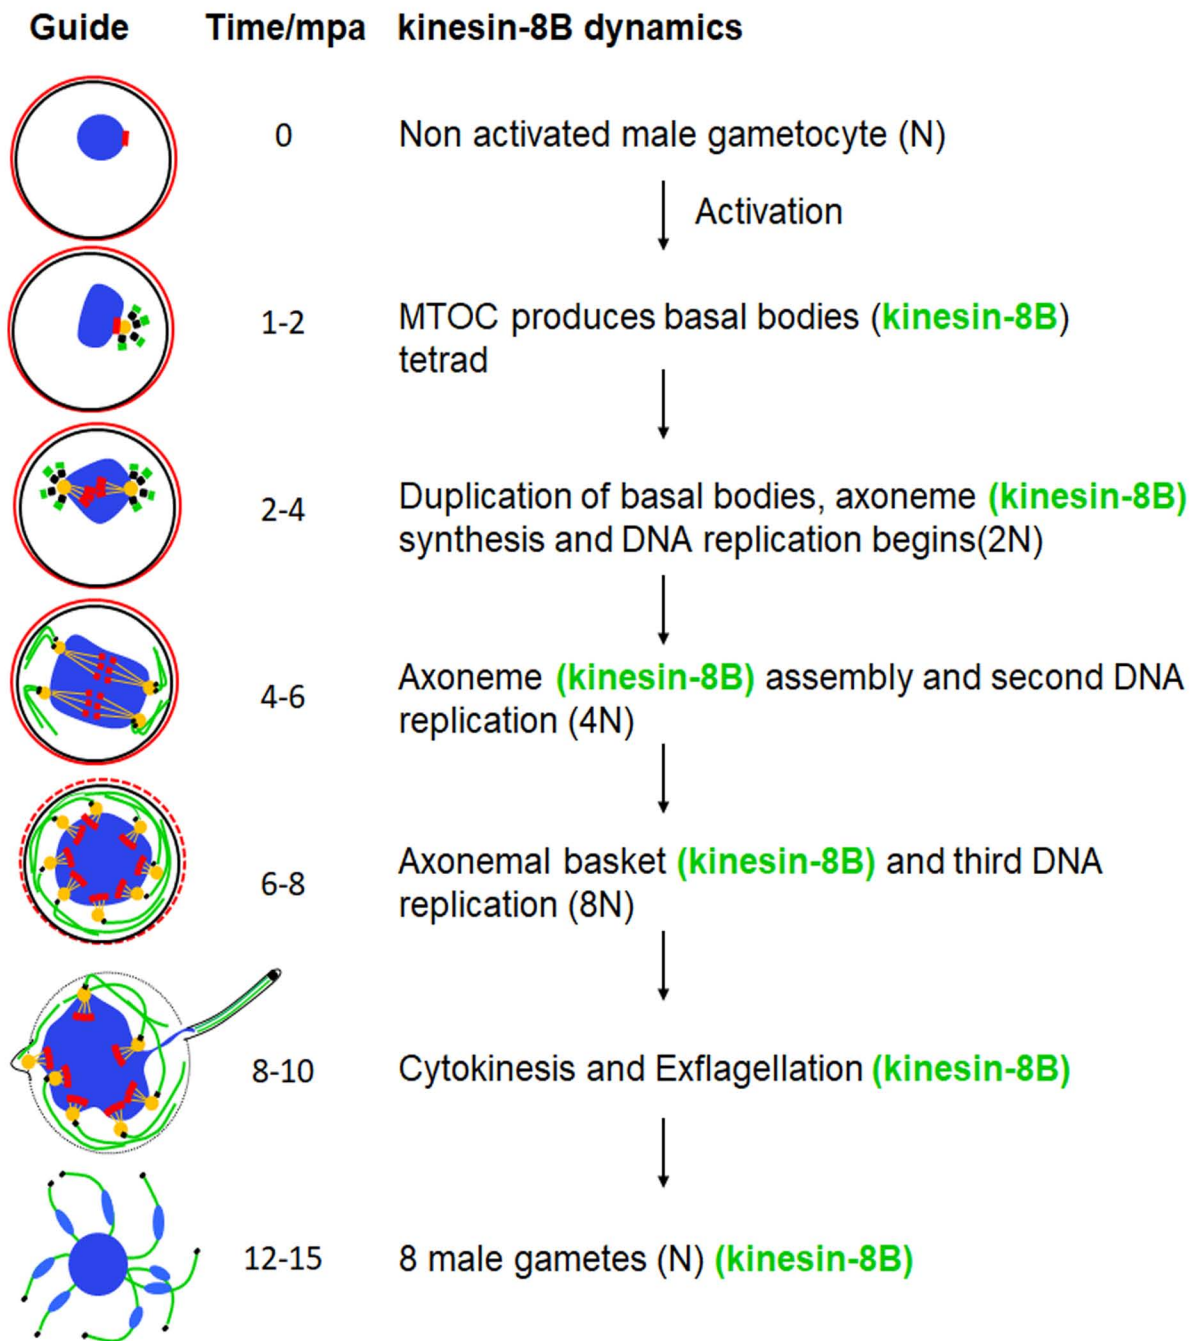 Guide Time/mpa kinesin-8B dynamics
0 Non activated male gametocyte (N)
Activation
1-2 MTOC produces basal bodies (kinesin-8B)
tetrad
2-4 Duplication of basal bodies, axoneme (kinesin-8B)
synthesis and DNA replication begins(2N)
4-6 Axoneme (kinesin-8B) assembly and second DNA
replication (4N)
6-8 Axonemal basket (kinesin-8B) and third DNA
replication (8N)
8-10 Cytokinesis and Exflagellation (kinesin-8B)
12-15 8 male gametes (N) (kinesin-8B)